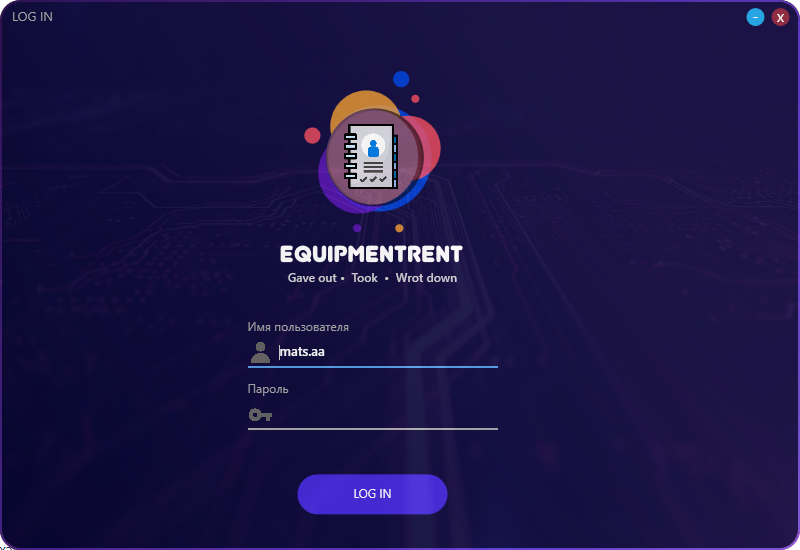 LOG IN
- X
EQUIPMENTRENT
Gave out • Took • Wrot down
Имя пользователя
mats.aa
Пароль
LOG IN